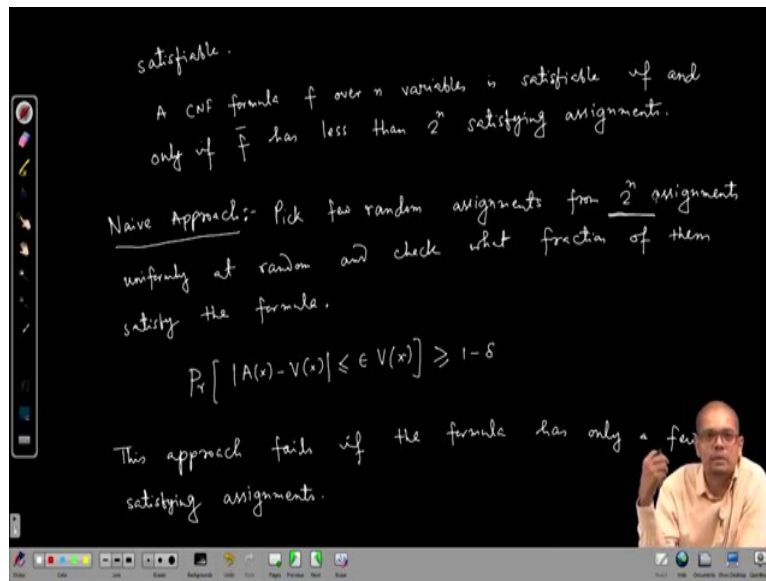 satisfiable.
A CNF formula f over n variables is satisfiable if and
only if f̄ has less than 2ⁿ satisfying assignments.
Naive Approach:- Pick few random assignments from 2ⁿ assignments
uniformly at random and check what fraction of them
satisfy the formula.
Pr[ |A(x)-V(x)| ≤ ϵ V(x)] ⩾ 1-δ
This approach fails if the formula has only a few
satisfying assignments.